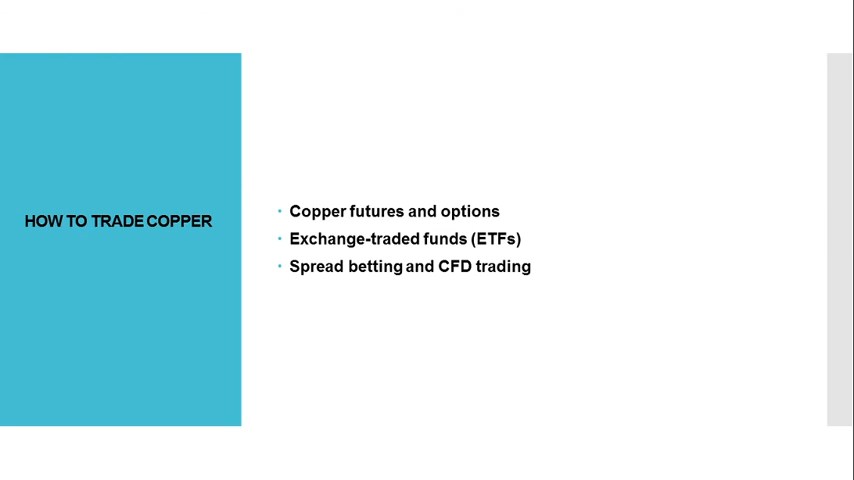 HOW TO TRADE COPPER
Copper futures and options
Exchange-traded funds (ETFs)
Spread betting and CFD trading